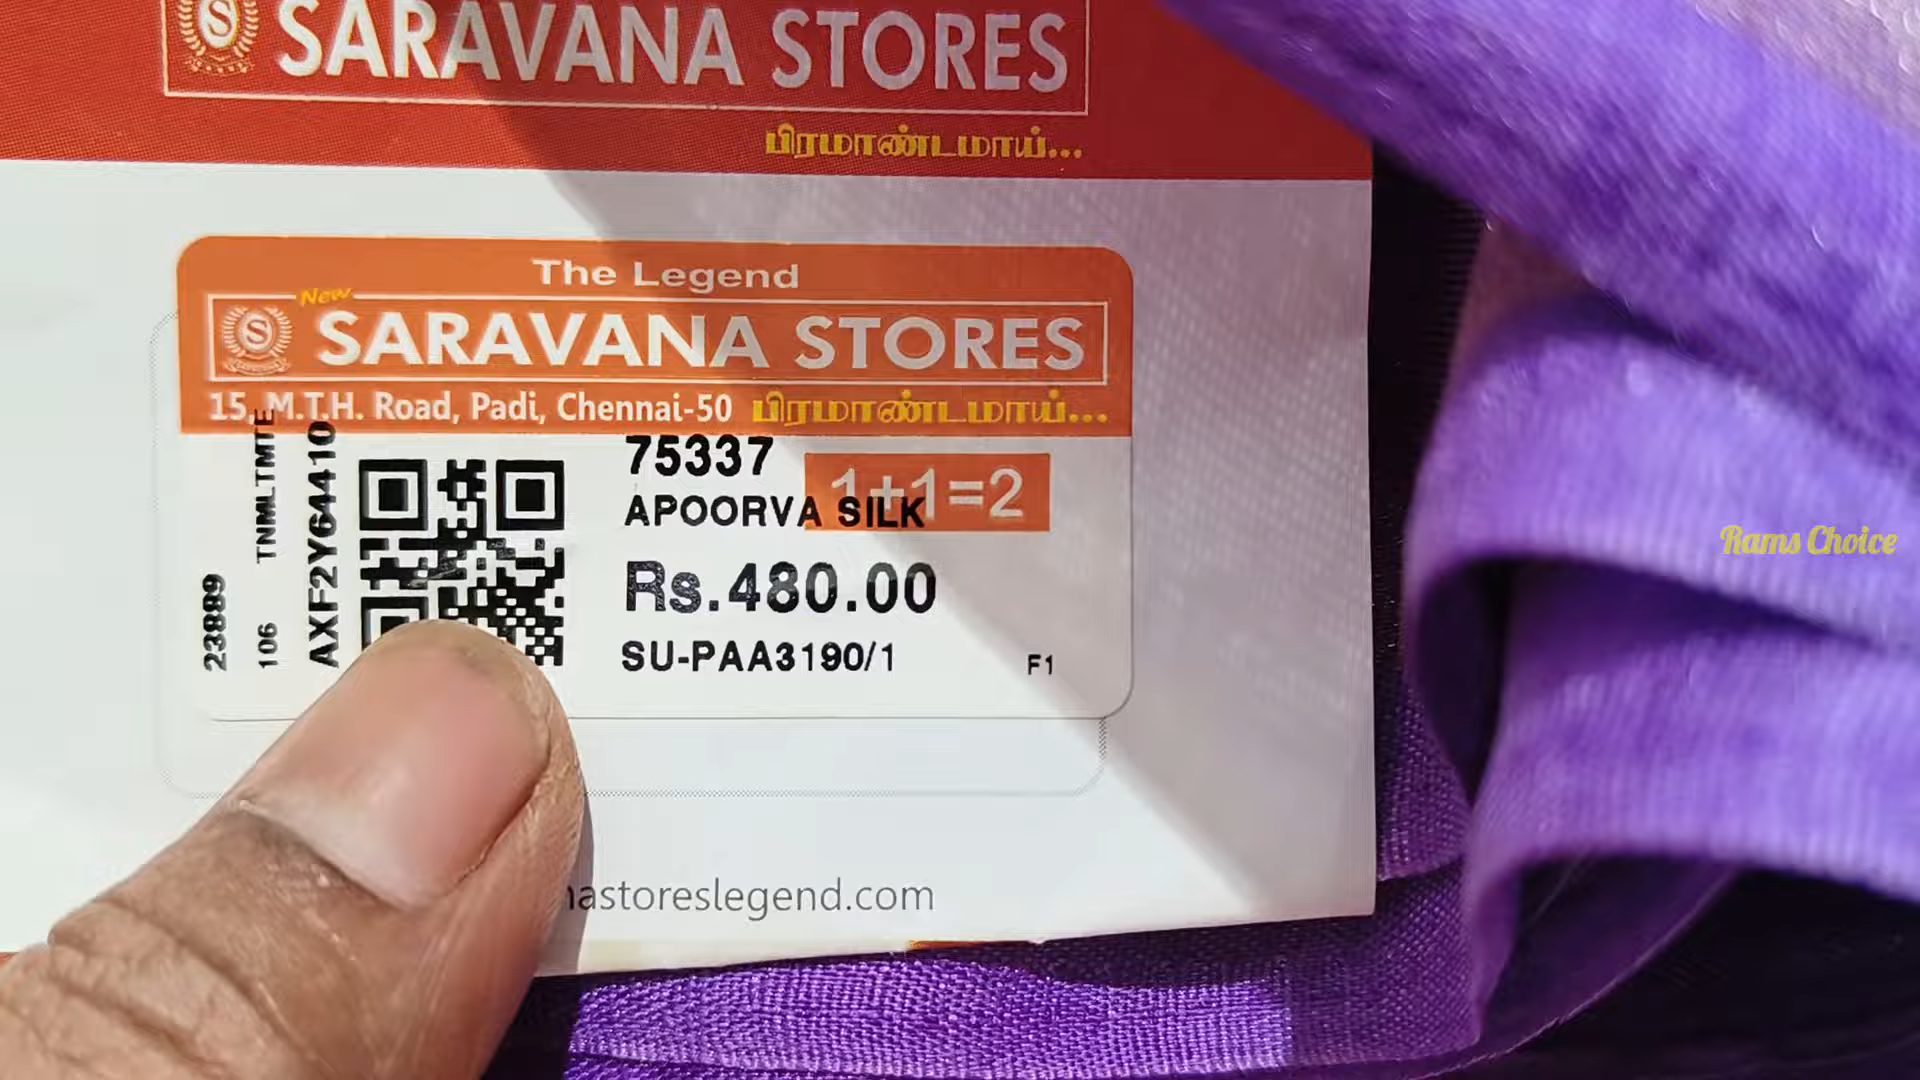 S SARAVANA STORES
பிரமாண்டமாய்...
The Legend
New
S SARAVANA STORES
15, M.T.H. Road, Padi, Chennai-50 பிரமாண்டமாய்...
23889
106 TNMLTMTE
AXF2Y64410
75337
1+1=2
APOORVA SILK
Rs.480.00
SU-PAA3190/1 F1
nastoreslegend.com
Rams Choice